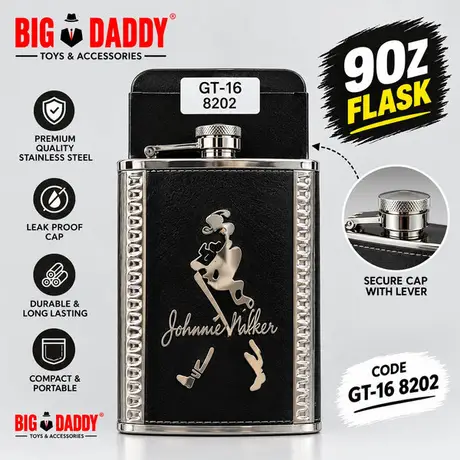 BIG DADDY®
TOYS & ACCESSORIES
GT-16
8202
9OZ
FLASK
PREMIUM
QUALITY
STAINLESS STEEL
LEAK PROOF
CAP
DURABLE &
LONG LASTING
COMPACT &
PORTABLE
Johnnie Walker
SECURE CAP
WITH LEVER
CODE
GT-16 8202
BIG DADDY®
TOYS & ACCESSORIES